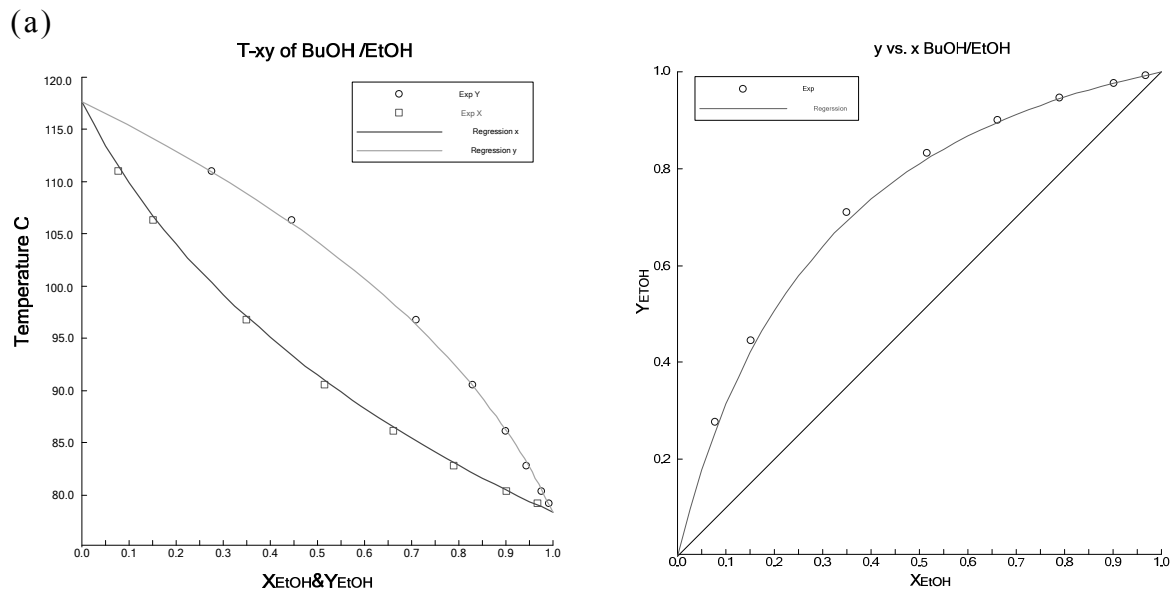 (a)
T-xy of BuOH /EtOH
120.0
115.0
110.0
105.0
100.0
95.0
90.0
85.0
80.0
Temperature C
Exp Y
Exp X
Regression x
Regression y
0.0 0.1 0.2 0.3 0.4 0.5 0.6 0.7 0.8 0.9 1.0
XEtOH&YEtOH
y vs. x BuOH/EtOH
1.0
0.8
0.6
0.4
0.2
YETOH
Exp
Regerssion
0.0 0.1 0.2 0.3 0.4 0.5 0.6 0.7 0.8 0.9 1.0
XEtOH